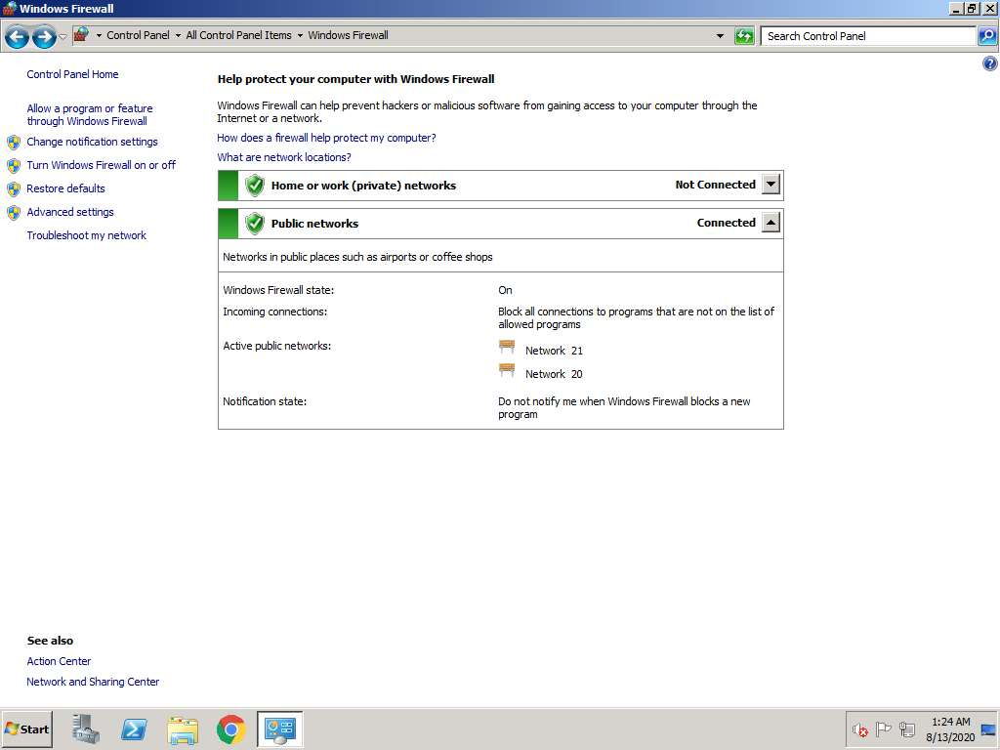 Windows Firewall
Control Panel
All Control Panel Items
Windows Firewall
Search Control Panel
Control Panel Home
Allow a program or feature
through Windows Firewall
Change notification settings
Turn Windows Firewall on or off
Restore defaults
Advanced settings
Troubleshoot my network
Help protect your computer with Windows Firewall
Windows Firewall can help prevent hackers or malicious software from gaining access to your computer through the
Internet or a network.
How does a firewall help protect my computer?
What are network locations?
Home or work (private) networks
Not Connected
Public networks
Connected
Networks in public places such as airports or coffee shops
Windows Firewall state:
On
Incoming connections:
Block all connections to programs that are not on the list of
allowed programs
Active public networks:
Network 21
Network 20
Notification state:
Do not notify me when Windows Firewall blocks a new
program
See also
Action Center
Network and Sharing Center
Start
1:24 AM
8/13/2020